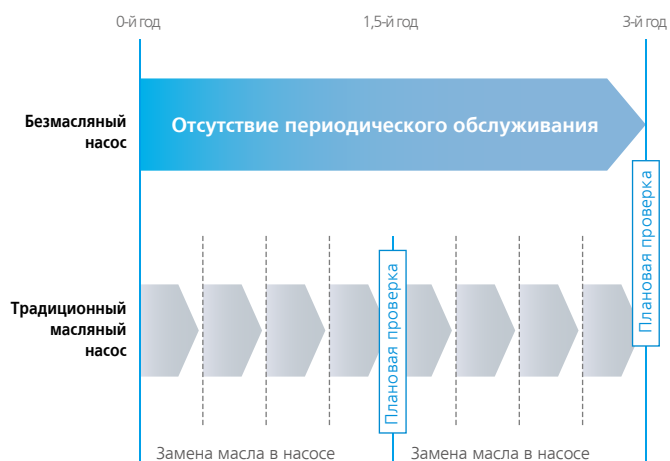 0-й год
1,5-й год
3-й год
Безмасляный
насос
Отсутствие периодического обслуживания
Плановая проверка
Традиционный
масляный
насос
Плановая проверка
Замена масла в насосе
Замена масла в насосе